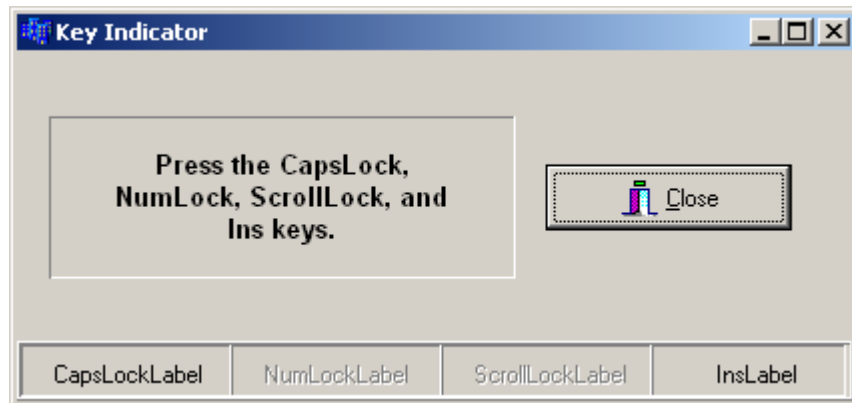 Key Indicator
Press the CapsLock,
NumLock, ScrollLock, and
Ins keys.
Close
CapsLockLabel NumLockLabel ScrollLockLabel InsLabel